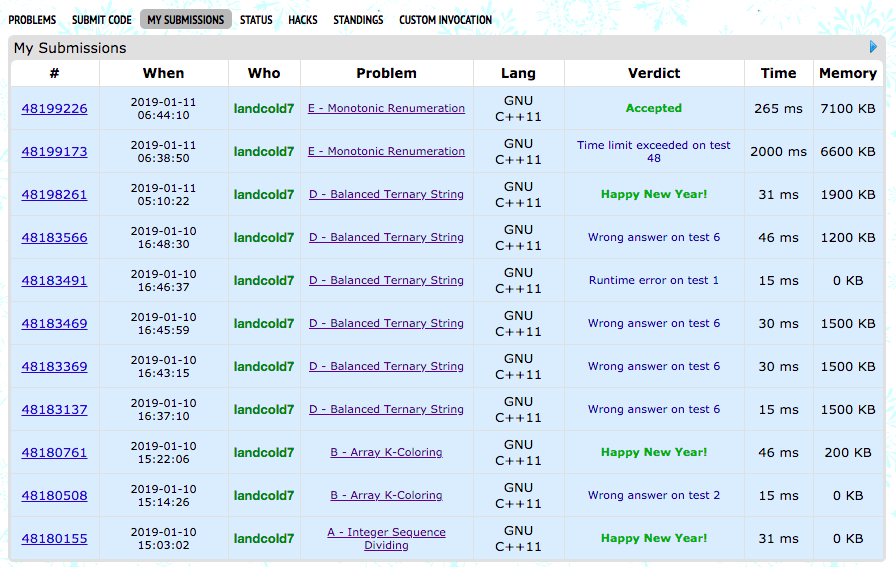 PROBLEMS SUBMIT CODE MY SUBMISSIONS STATUS HACKS STANDINGS CUSTOM INVOCATION
My Submissions
# When Who Problem Lang Verdict Time Memory
48199226 2019-01-11 06:44:10 landcold7 E - Monotonic Renumeration GNU C++11 Accepted 265 ms 7100 KB
48199173 2019-01-11 06:38:50 landcold7 E - Monotonic Renumeration GNU C++11 Time limit exceeded on test 48 2000 ms 6600 KB
48198261 2019-01-11 05:10:22 landcold7 D - Balanced Ternary String GNU C++11 Happy New Year! 31 ms 1900 KB
48183566 2019-01-10 16:48:30 landcold7 D - Balanced Ternary String GNU C++11 Wrong answer on test 6 46 ms 1200 KB
48183491 2019-01-10 16:46:37 landcold7 D - Balanced Ternary String GNU C++11 Runtime error on test 1 15 ms 0 KB
48183469 2019-01-10 16:45:59 landcold7 D - Balanced Ternary String GNU C++11 Wrong answer on test 6 30 ms 1500 KB
48183369 2019-01-10 16:43:15 landcold7 D - Balanced Ternary String GNU C++11 Wrong answer on test 6 30 ms 1500 KB
48183137 2019-01-10 16:37:10 landcold7 D - Balanced Ternary String GNU C++11 Wrong answer on test 6 15 ms 1500 KB
48180761 2019-01-10 15:22:06 landcold7 B - Array K-Coloring GNU C++11 Happy New Year! 46 ms 200 KB
48180508 2019-01-10 15:14:26 landcold7 B - Array K-Coloring GNU C++11 Wrong answer on test 2 15 ms 0 KB
48180155 2019-01-10 15:03:02 landcold7 A - Integer Sequence Dividing GNU C++11 Happy New Year! 31 ms 0 KB